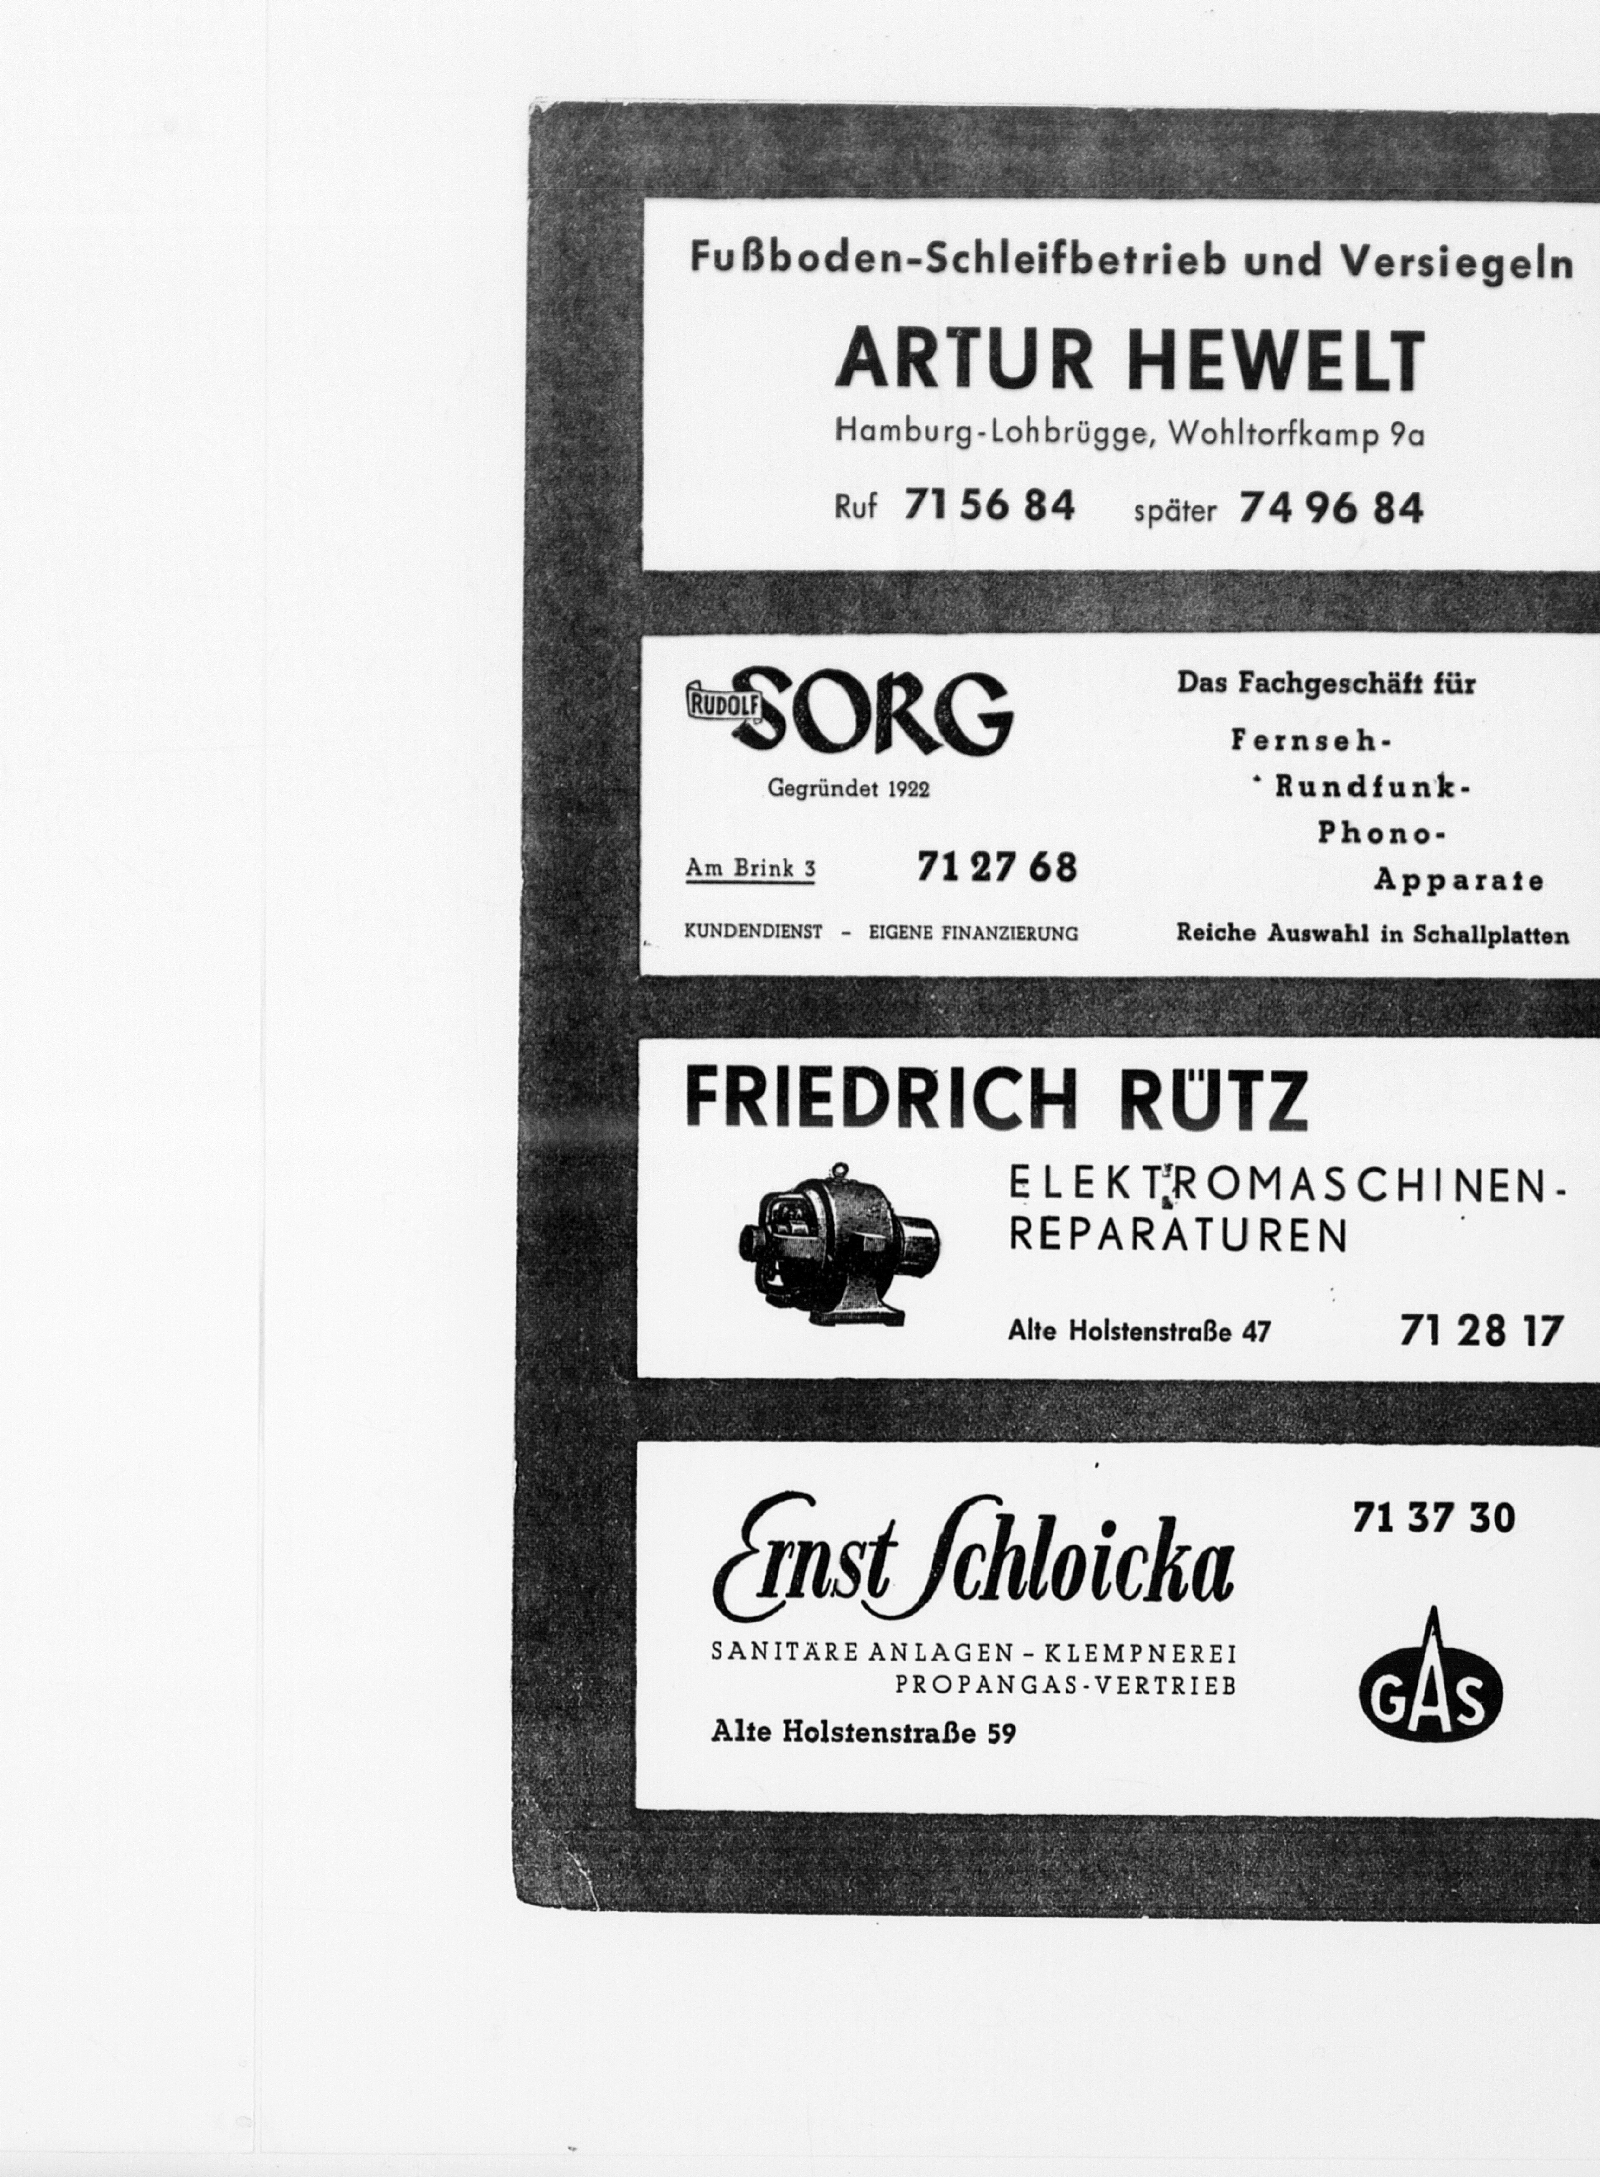 Fußboden-Schleifbetrieb und Versiegeln
ARTUR HEWELT
Hamburg-Lohbrügge, Wohltorfkamp 9a
Ruf 71 56 84 später 74 96 84
RUDOLF SORG
Gegründet 1922
Am Brink 3 71 27 68
KUNDENDIENST – EIGENE FINANZIERUNG
Das Fachgeschäft für
Fernseh-
Rundfunk-
Phono-
Apparate
Reiche Auswahl in Schallplatten
FRIEDRICH RÜTZ
ELEKTROMASCHINEN-
REPARATUREN
Alte Holstenstraße 47 71 28 17
Ernst Schloicka
SANITÄRE ANLAGEN – KLEMPNEREI
PROPANGAS-VERTRIEB
Alte Holstenstraße 59
71 37 30
GAS